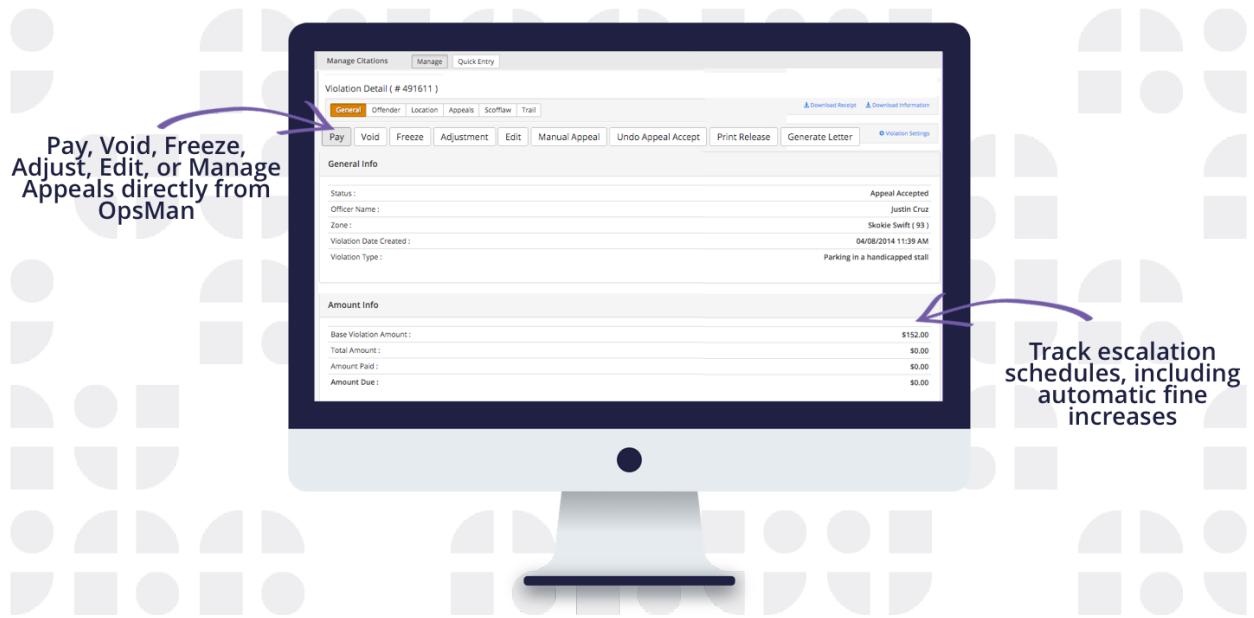 Manage Citations Manage Quick Entry
Violation Detail ( # 491611 )
General Offender Location Appeals Scofflaw Trail Download Receipt Download Information
Pay Void Freeze Adjustment Edit Manual Appeal Undo Appeal Accept Print Release Generate Letter Violation Settings
General Info
Status : Appeal Accepted
Officer Name : Justin Cruz
Zone : Skokie Swift ( 93 )
Violation Date Created : 04/08/2014 11:39 AM
Violation Type : Parking in a handicapped stall
Amount Info
Base Violation Amount : $152.00
Total Amount : $0.00
Amount Paid : $0.00
Amount Due : $0.00
Pay, Void, Freeze,
Adjust, Edit, or Manage
Appeals directly from
OpsMan
Track escalation
schedules, including
automatic fine
increases